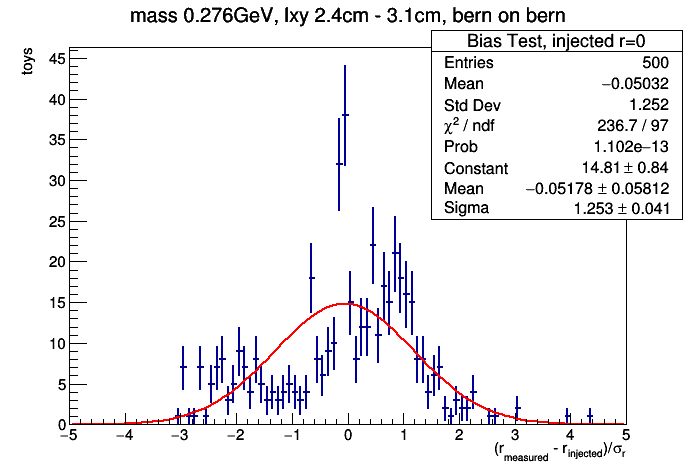 mass 0.276GeV, lxy 2.4cm - 3.1cm, bern on bern
Bias Test, injected r=0
Entries 500
Mean −0.05032
Std Dev 1.252
χ² / ndf 236.7 / 97
Prob 1.102e−13
Constant 14.81 ± 0.84
Mean −0.05178 ± 0.05812
Sigma 1.253 ± 0.041
toys
45
40
35
30
25
20
15
10
5
0
−5 −4 −3 −2 −1 0 1 2 3 4 5
(r_measured - r_injected)/σ_r